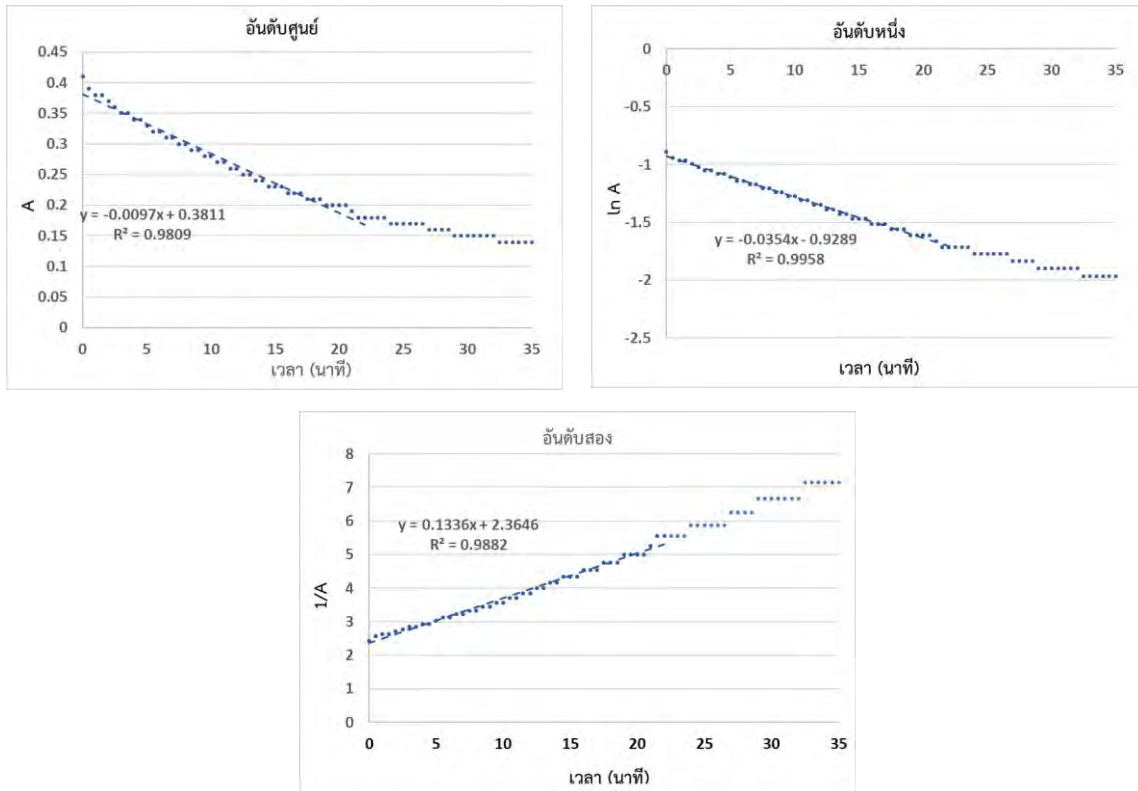 อันดับศูนย์
0.45
0.4
0.35
0.3
0.25
0.2
0.15
0.1
0.05
0
A
y = -0.0097x + 0.3811
R² = 0.9809
0 5 10 15 20 25 30 35
เวลา (นาที)
อันดับหนึ่ง
0
0 5 10 15 20 25 30 35
-0.5
-1
-1.5
-2
-2.5
ln A
y = -0.0354x - 0.9289
R² = 0.9958
เวลา (นาที)
อันดับสอง
8
7
6
5
4
3
2
1
0
1/A
y = 0.1336x + 2.3646
R² = 0.9882
0 5 10 15 20 25 30 35
เวลา (นาที)